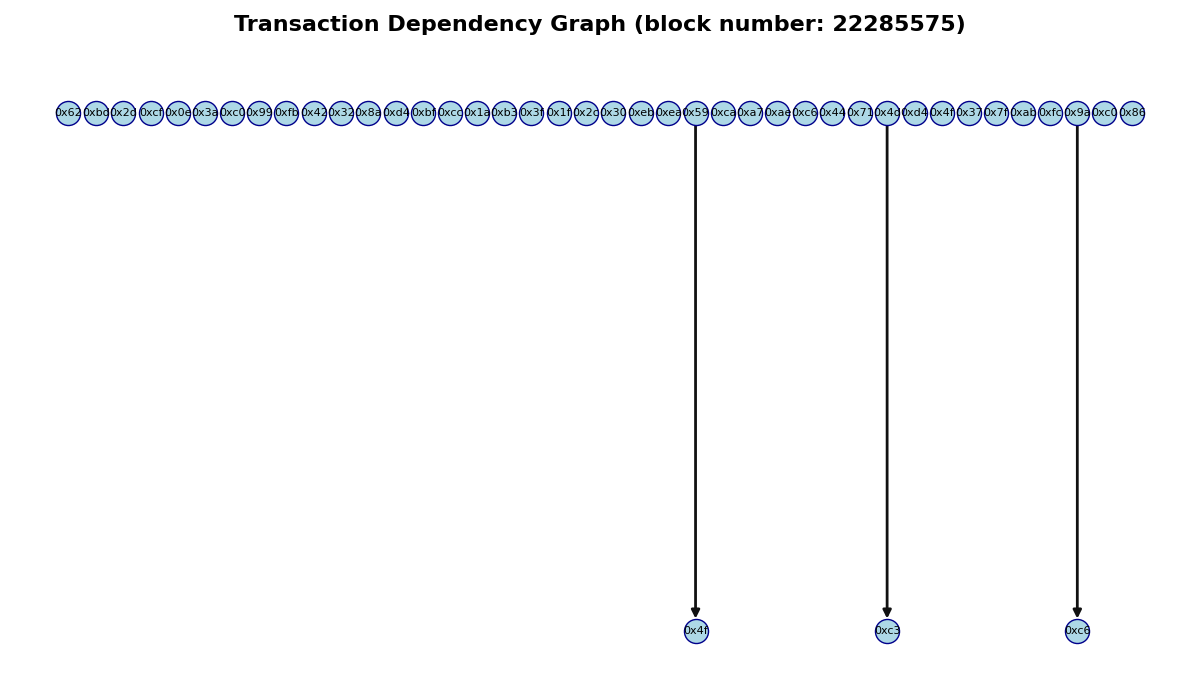 Transaction Dependency Graph (block number: 22285575)
0x62 0xbd 0x2d 0xcf 0x0e 0x3a 0xc0 0x99 0xfb 0x42 0x32 0x8a 0xd4 0xbf 0xcc 0x1a 0xb3 0x3f 0x1f 0x2c 0x30 0xeb 0xea 0x59 0xca 0xa7 0xae 0xc6 0x44 0x71 0x4d 0xd4 0x4f 0x37 0x7f 0xab 0xfc 0x9a 0xc0 0x86
0x4f 0xc3 0xc6